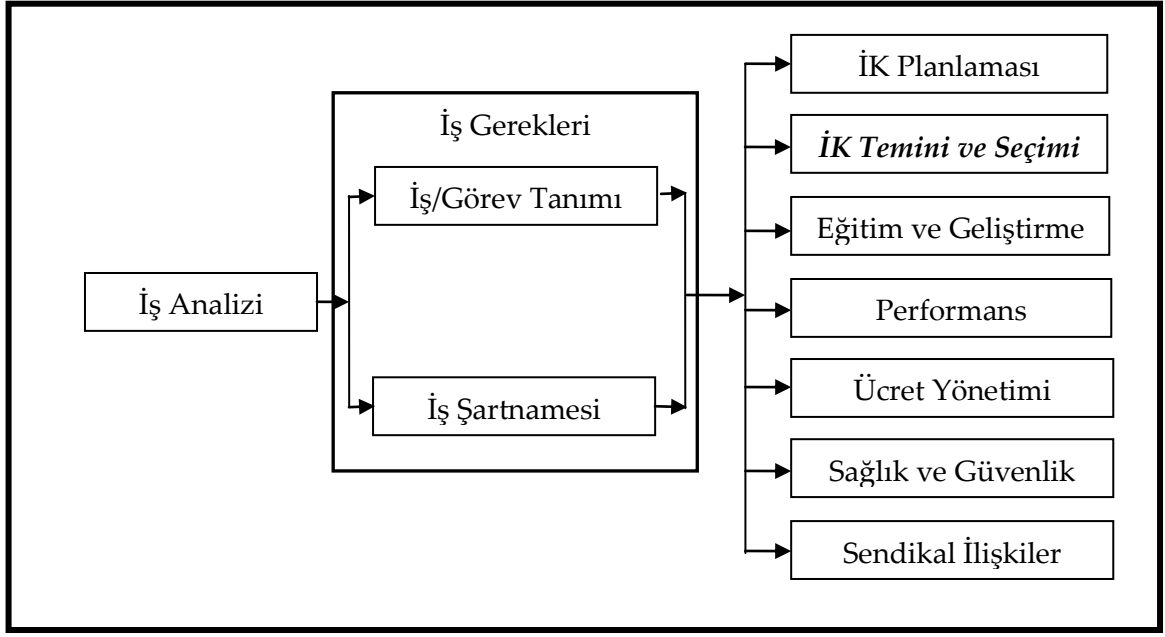 İş Analizi
İş Gerekleri
İş/Görev Tanımı
İş Şartnamesi
İK Planlaması
İK Temini ve Seçimi
Eğitim ve Geliştirme
Performans
Ücret Yönetimi
Sağlık ve Güvenlik
Sendikal İlişkiler